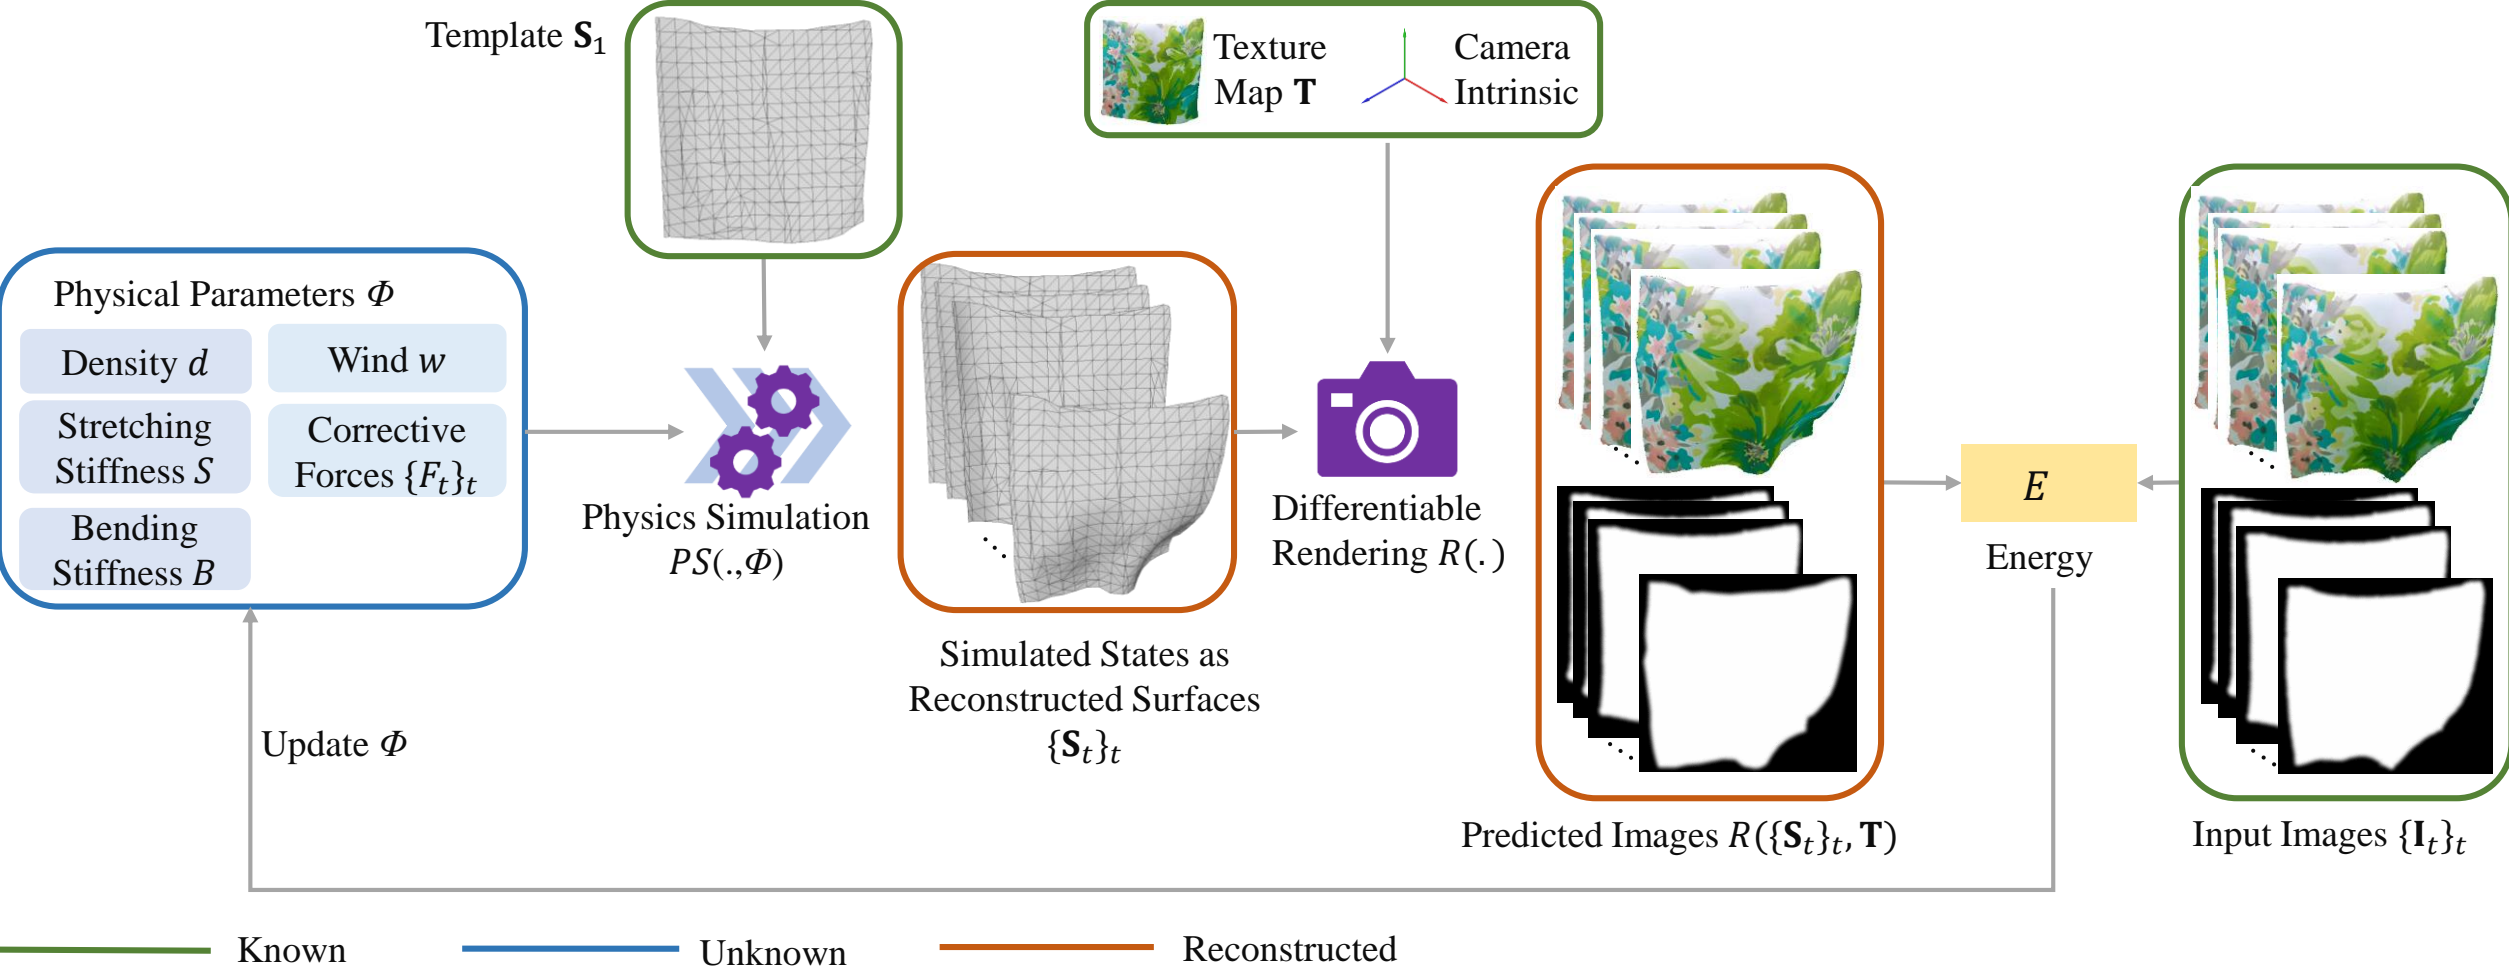 Template 𝐒₁
Texture
Map 𝐓
Camera
Intrinsic
Physical Parameters 𝛷
Density 𝑑
Wind 𝑤
Stretching
Stiffness 𝑆
Corrective
Forces {𝐹ₜ}ₜ
Bending
Stiffness 𝐵
Physics Simulation
𝑃𝑆(.,𝛷)
Simulated States as
Reconstructed Surfaces
{𝐒ₜ}ₜ
Differentiable
Rendering 𝑅(.)
Predicted Images 𝑅({𝐒ₜ}ₜ, 𝐓)
𝐸
Energy
Input Images {𝐈ₜ}ₜ
Update 𝛷
Known
Unknown
Reconstructed